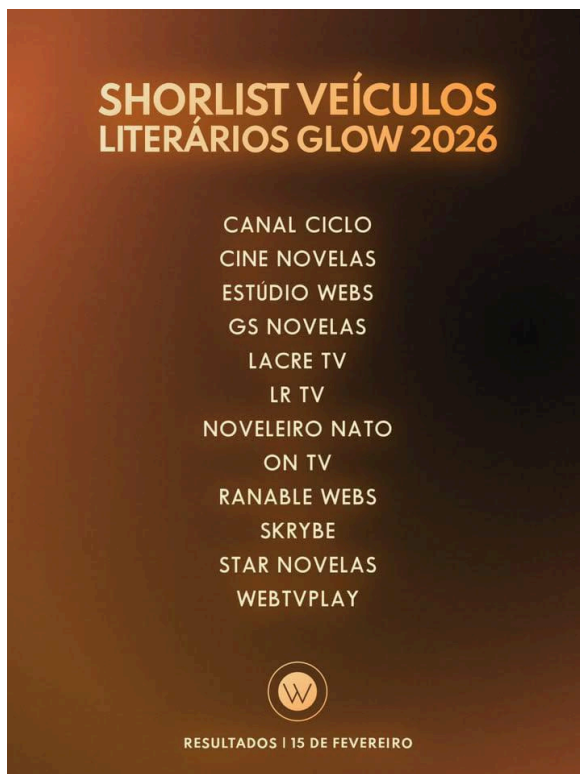 SHORLIST VEÍCULOS
LITERÁRIOS GLOW 2026
CANAL CICLO
CINE NOVELAS
ESTÚDIO WEBS
GS NOVELAS
LACRE TV
LR TV
NOVELEIRO NATO
ON TV
RANABLE WEBS
SKRYBE
STAR NOVELAS
WEBTVPLAY
W
RESULTADOS | 15 DE FEVEREIRO